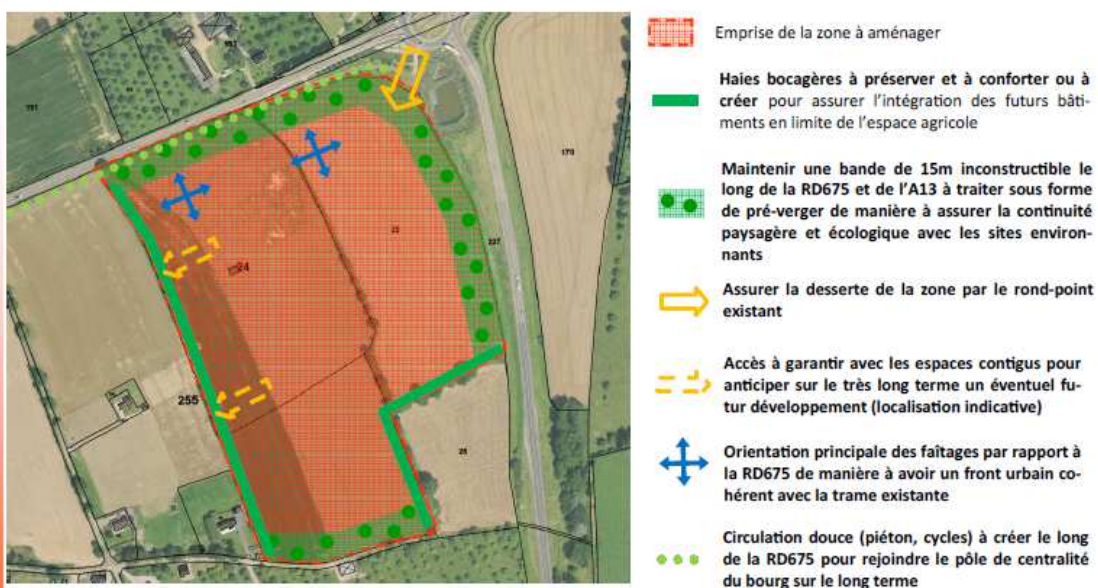 Emprise de la zone à aménager
Haies bocagères à préserver et à conforter ou à
créer pour assurer l'intégration des futurs bâti-
ments en limite de l'espace agricole
Maintenir une bande de 15m inconstructible le
long de la RD675 et de l'A13 à traiter sous forme
de pré-verger de manière à assurer la continuité
paysagère et écologique avec les sites environ-
nants
Assurer la desserte de la zone par le rond-point
existant
Accès à garantir avec les espaces contigus pour
anticiper sur le très long terme un éventuel fu-
tur développement (localisation indicative)
Orientation principale des faîtages par rapport à
la RD675 de manière à avoir un front urbain co-
hérent avec la trame existante
Circulation douce (piéton, cycles) à créer le long
de la RD675 pour rejoindre le pôle de centralité
du bourg sur le long terme
191
170
23
227
24
255
28